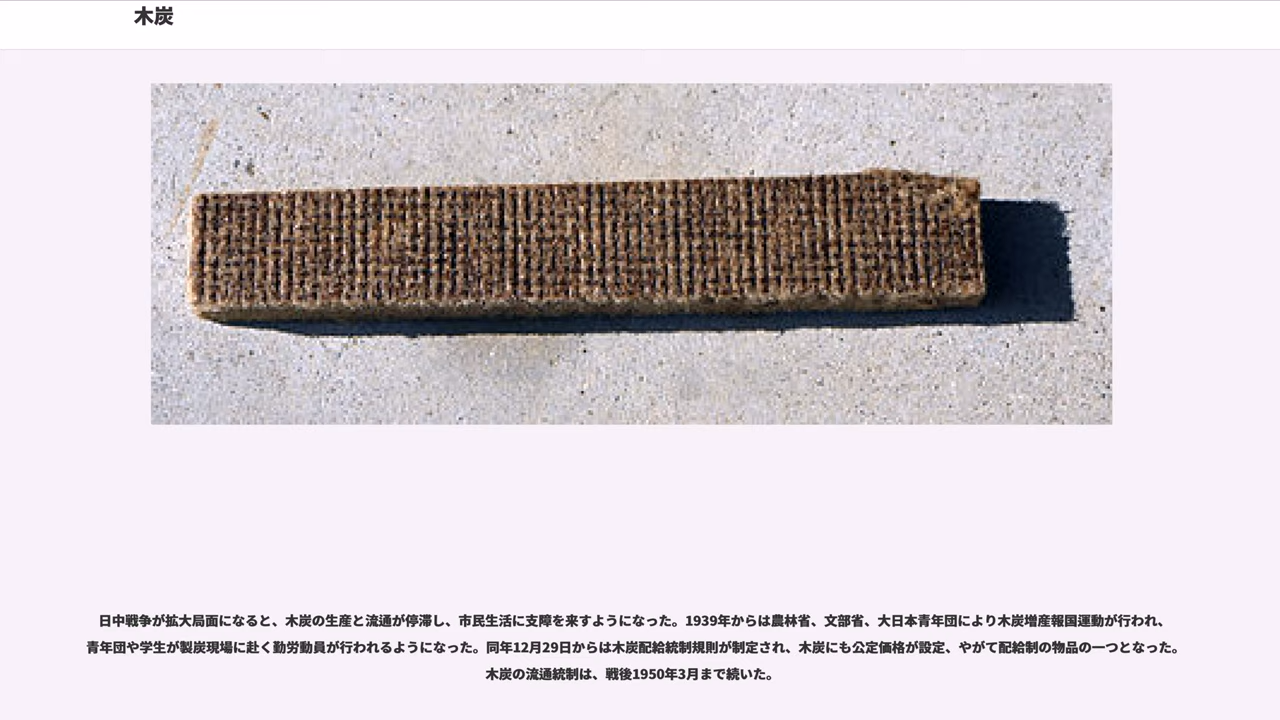 木炭
日中戦争が拡大局面になると、木炭の生産と流通が停滞し、市民生活に支障を来すようになった。1939年からは農林省、文部省、大日本青年団により木炭増産報国運動が行われ、
青年団や学生が製炭現場に赴く勤労動員が行われるようになった。同年12月29日からは木炭配給統制規則が制定され、木炭にも公定価格が設定、やがて配給制の物品の一つとなった。
木炭の流通統制は、戦後1950年3月まで続いた。